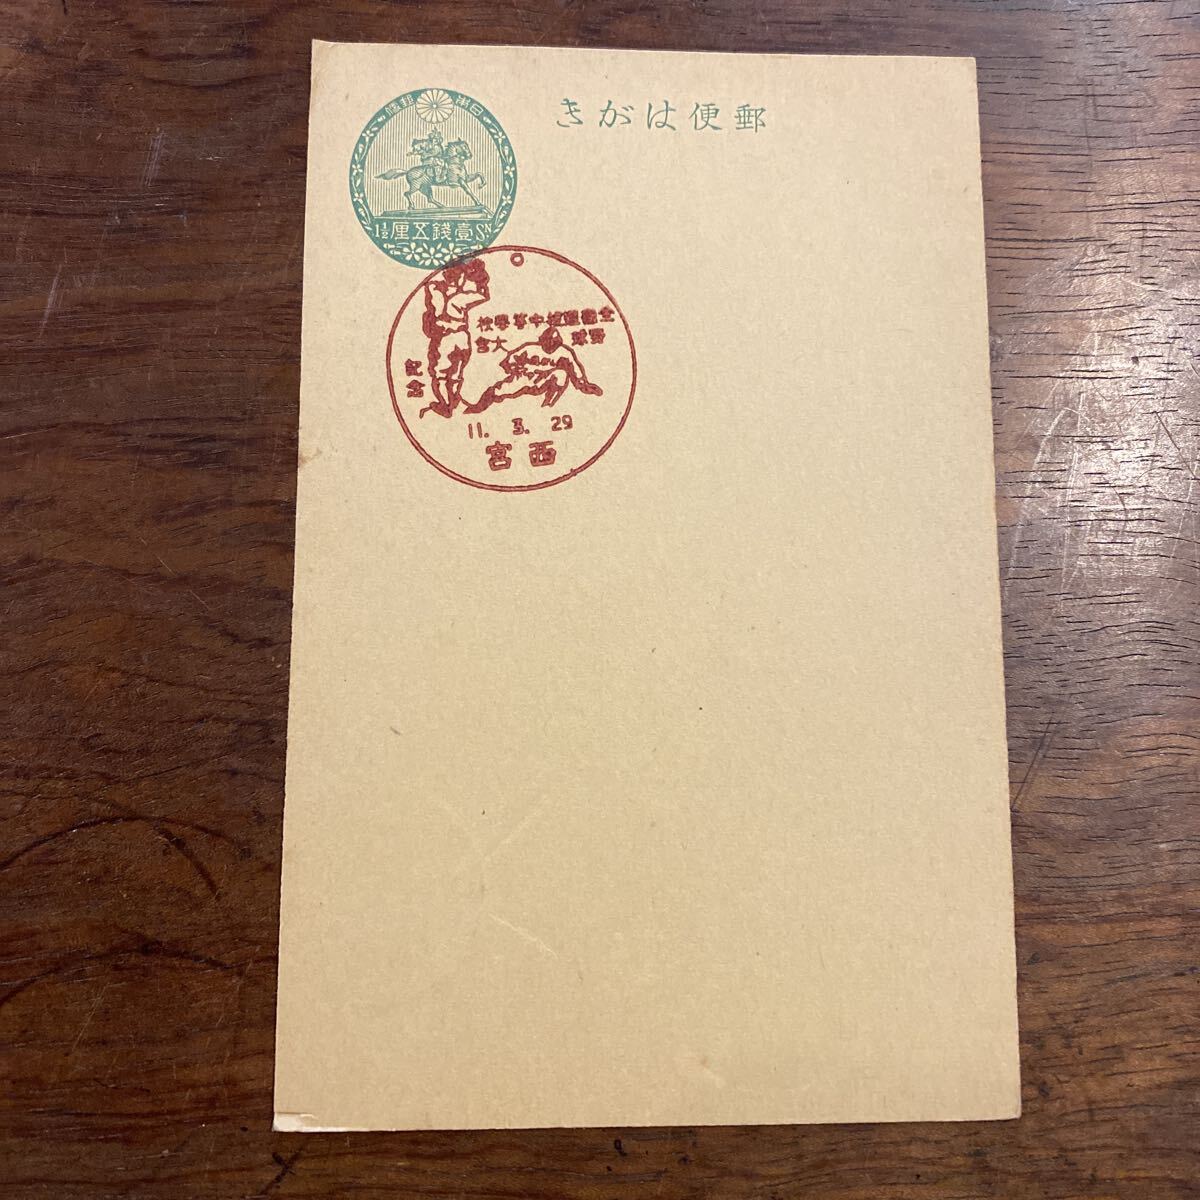 郵便はがき
日本郵便
壹錢五厘
1½ Sn.
全國選拔中等學校
野球大會
記念
11. 3. 29
西宮